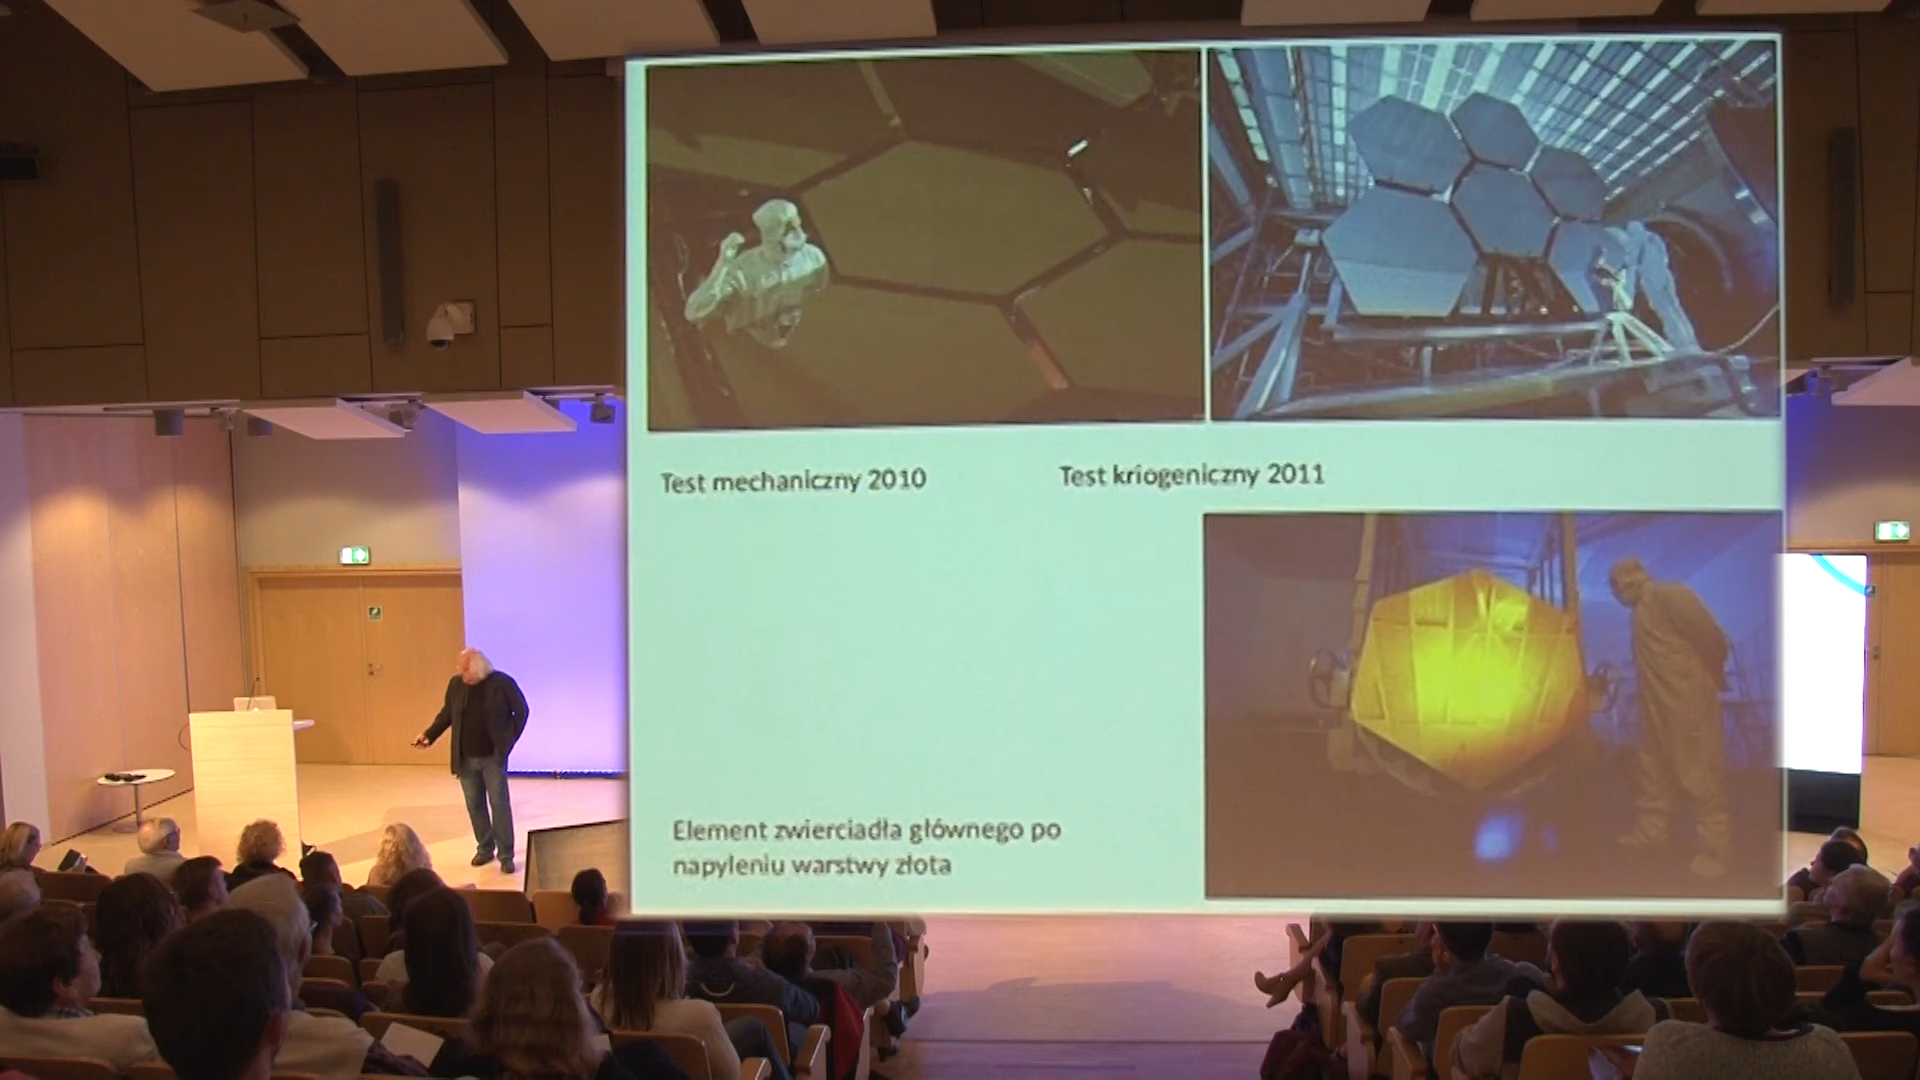 Test mechaniczny 2010
Test kriogeniczny 2011
Element zwierciadła głównego po
napyleniu warstwy złota